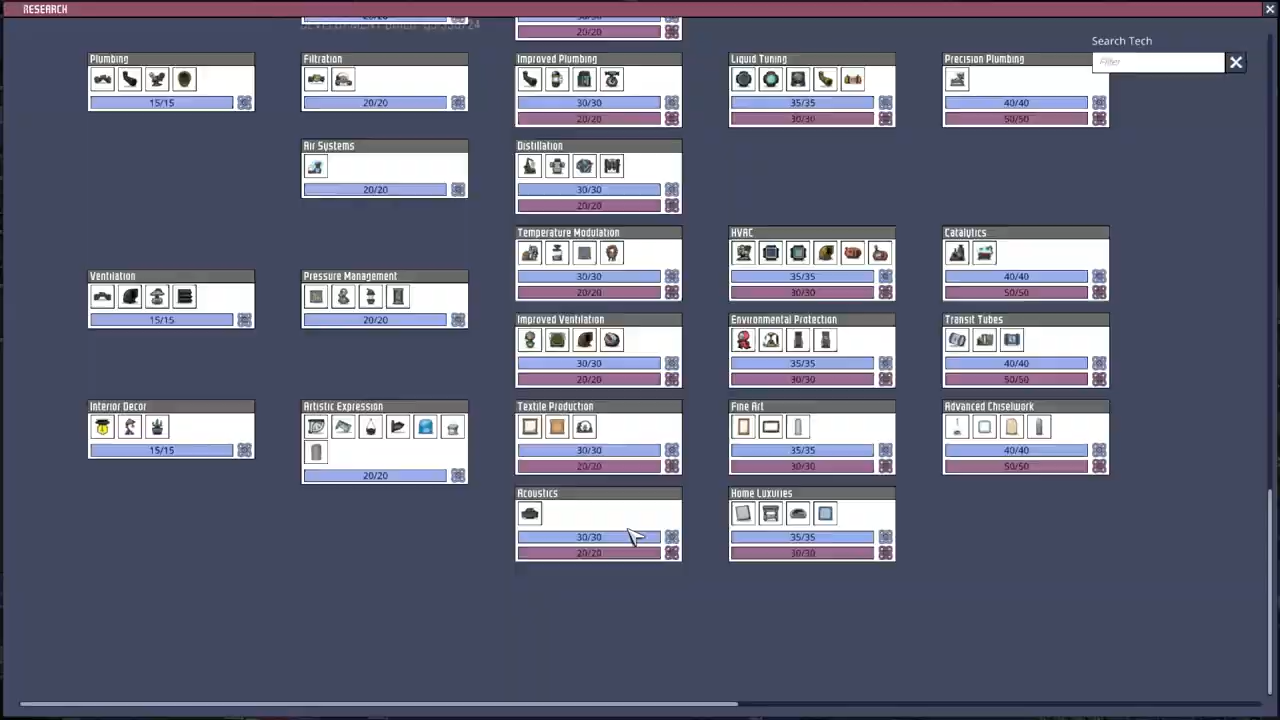 RESEARCH
20/20
20/20
Search Tech
Filter
Plumbing
15/15
Filtration
20/20
Improved Plumbing
30/30
20/20
Liquid Tuning
35/35
30/30
Precision Plumbing
40/40
50/50
Air Systems
20/20
Distillation
30/30
20/20
Temperature Modulation
30/30
20/20
HVAC
35/35
30/30
Catalytics
40/40
50/50
Ventilation
15/15
Pressure Management
20/20
Improved Ventilation
30/30
20/20
Environmental Protection
35/35
30/30
Transit Tubes
40/40
50/50
Interior Decor
15/15
Artistic Expression
20/20
Textile Production
30/30
20/20
Fine Art
35/35
30/30
Advanced Chiselwork
40/40
50/50
Acoustics
30/30
20/20
Home Luxuries
35/35
30/30